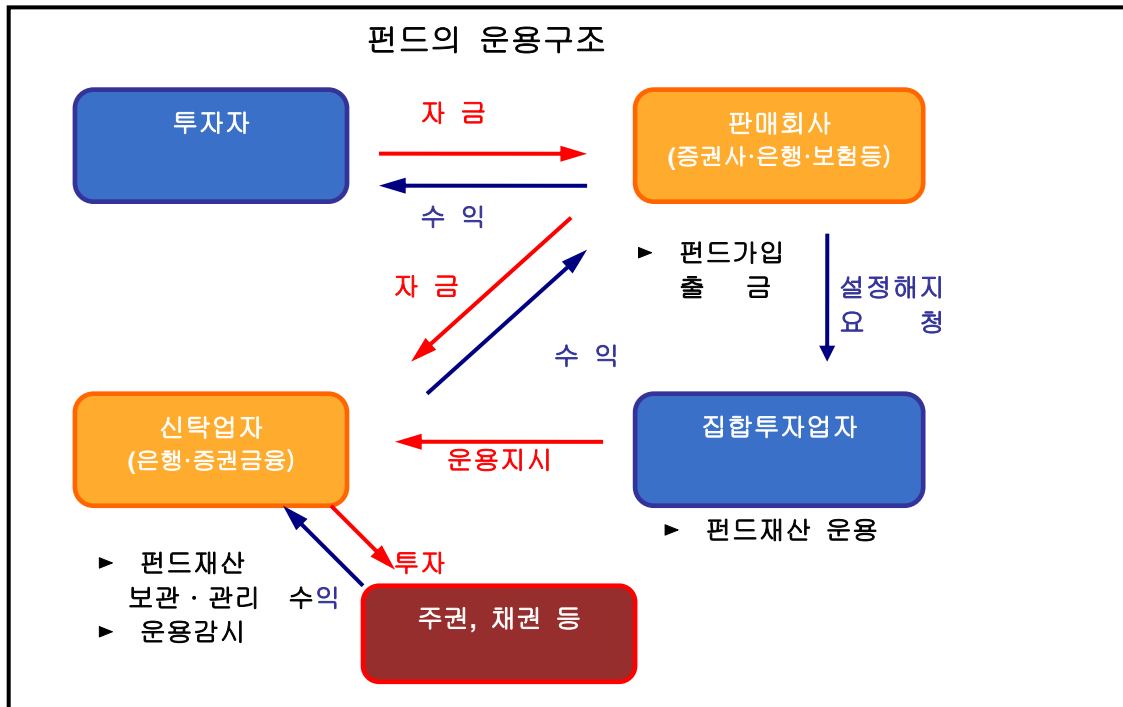 펀드의 운용구조
투자자
자 금
판매회사
(증권사·은행·보험등)
수 익
► 펀드가입
출 금
설정해지
요 청
자 금
수 익
신탁업자
(은행·증권금융)
운용지시
집합투자업자
► 펀드재산 운용
► 펀드재산
보관 · 관리 수익
► 운용감시
투자
주권, 채권 등